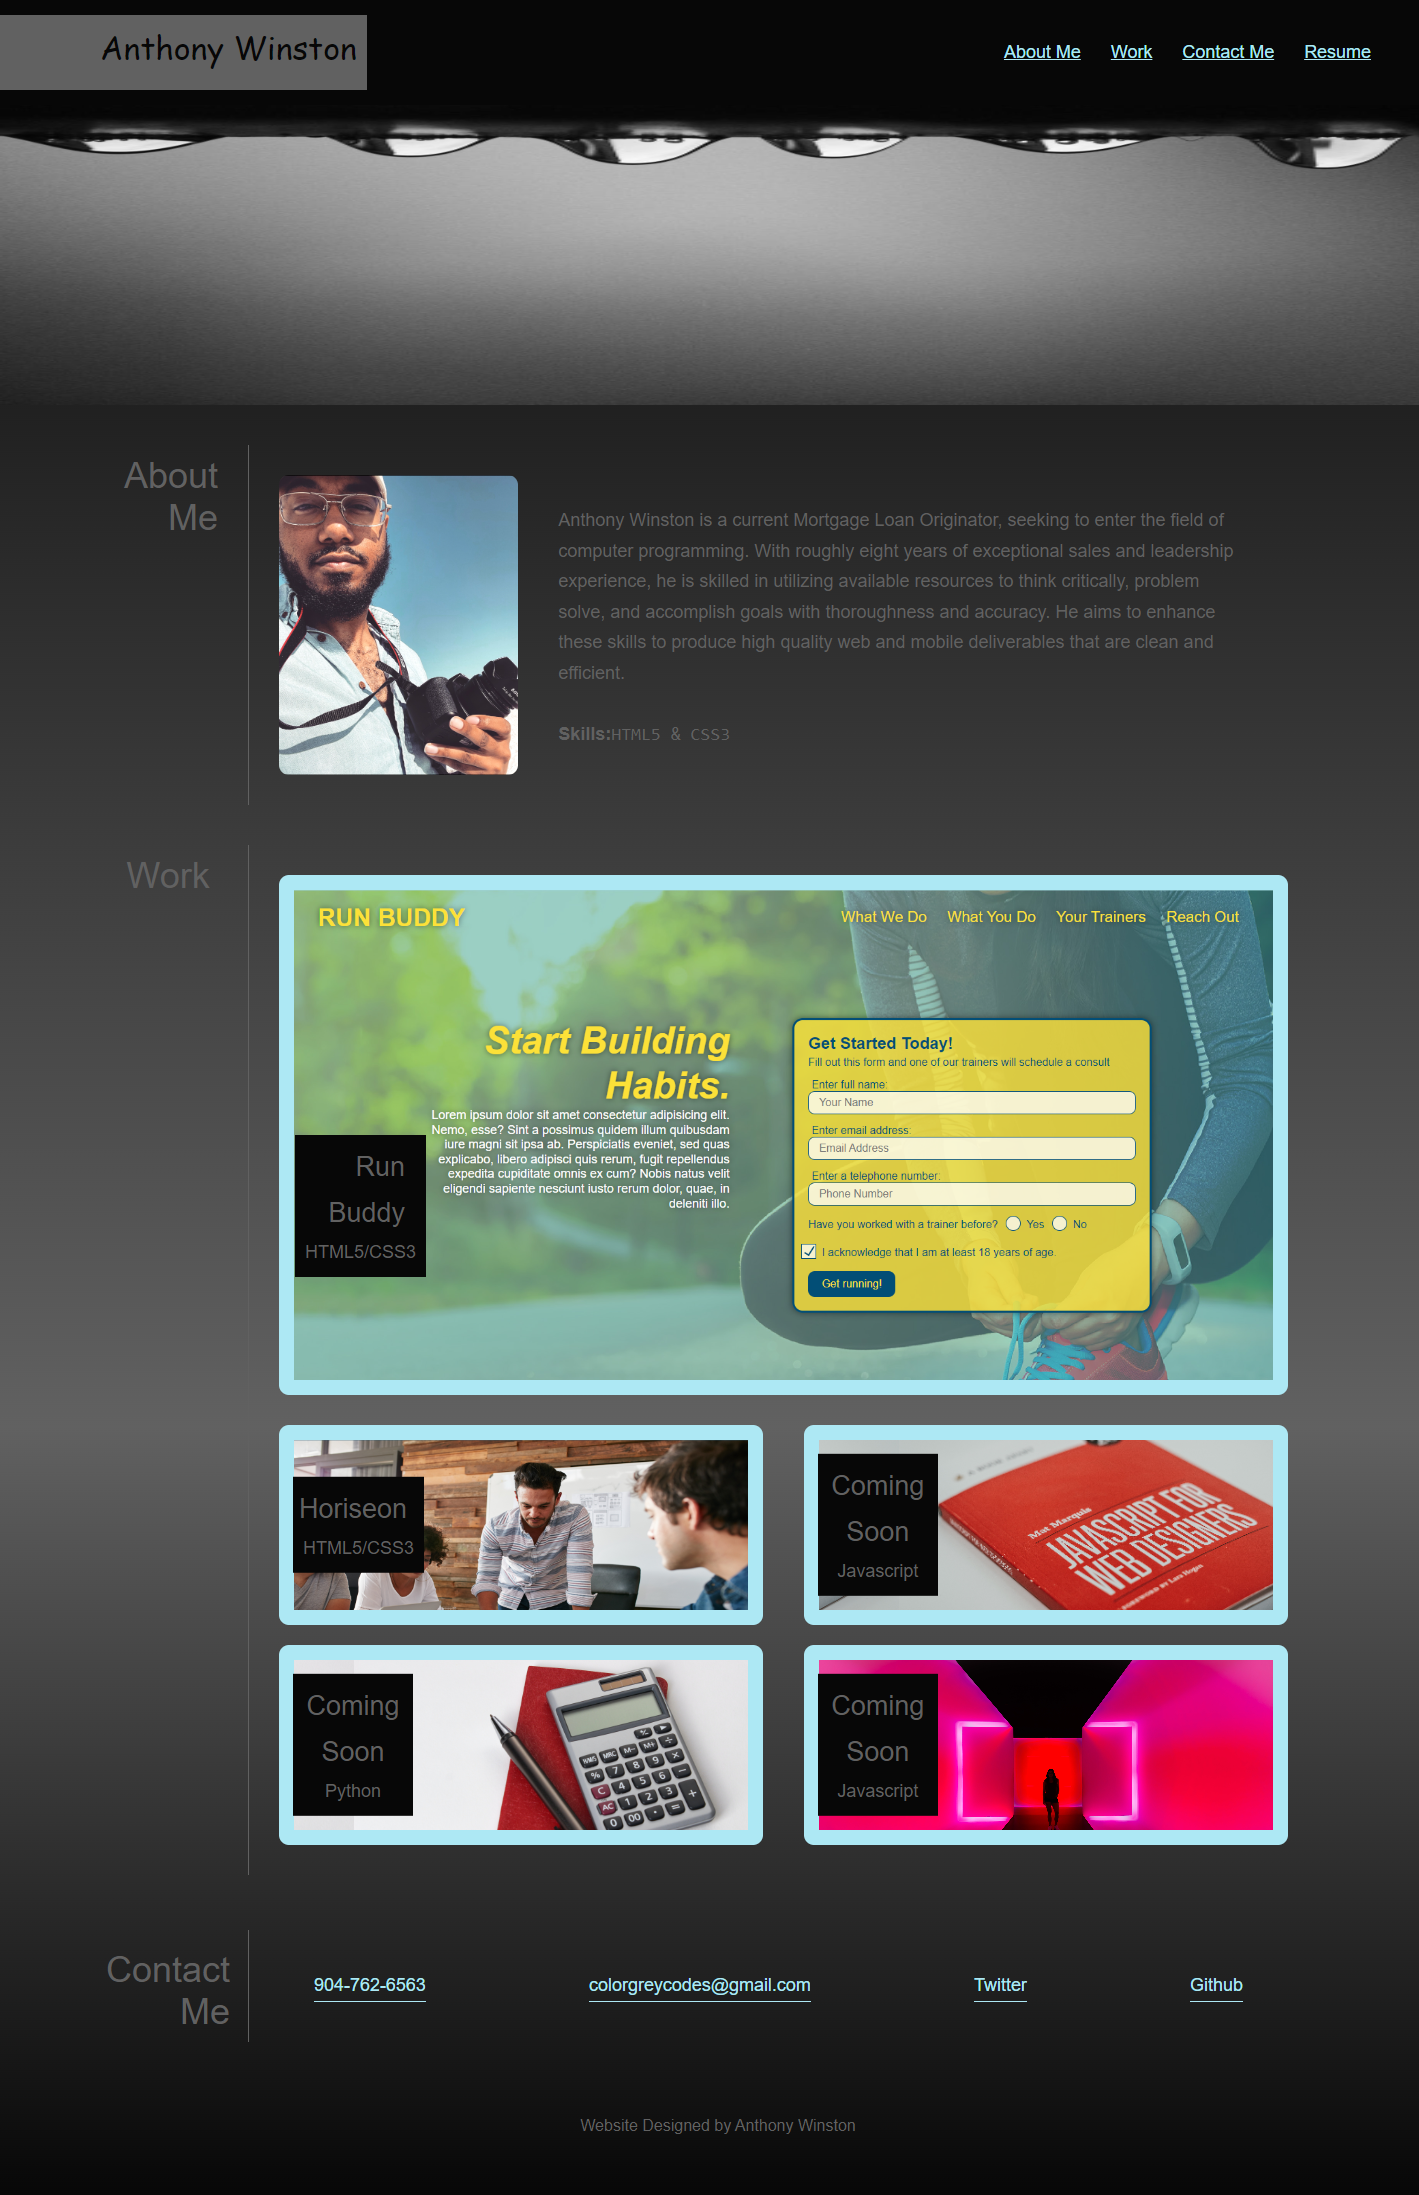 Anthony Winston
About Me Work Contact Me Resume
About
Me
Anthony Winston is a current Mortgage Loan Originator, seeking to enter the field of
computer programming. With roughly eight years of exceptional sales and leadership
experience, he is skilled in utilizing available resources to think critically, problem
solve, and accomplish goals with thoroughness and accuracy. He aims to enhance
these skills to produce high quality web and mobile deliverables that are clean and
efficient.
Skills:HTML5 & CSS3
Work
RUN BUDDY
What We Do What You Do Your Trainers Reach Out
Start Building
Habits.
Lorem ipsum dolor sit amet consectetur adipisicing elit.
Nemo, esse? Sint a possimus quidem illum quibusdam
iure magni sit ipsa ab. Perspiciatis eveniet, sed quas
explicabo, libero adipisci quis rerum, fugit repellendus
expedita cupiditate omnis ex cum? Nobis natus velit
eligendi sapiente nesciunt iusto rerum dolor, quae, in
deleniti illo.
Get Started Today!
Fill out this form and one of our trainers will schedule a consult
Enter full name:
Your Name
Enter email address:
Email Address
Enter a telephone number:
Phone Number
Have you worked with a trainer before? Yes No
I acknowledge that I am at least 18 years of age.
Get running!
Run
Buddy
HTML5/CSS3
Horiseon
HTML5/CSS3
Coming
Soon
Javascript
Mat Marquis
JAVASCRIPT FOR
WEB DESIGNERS
FOREWORD BY Lara Hogan
Coming
Soon
Python
Coming
Soon
Javascript
Contact
Me
904-762-6563 colorgreycodes@gmail.com Twitter Github
Website Designed by Anthony Winston